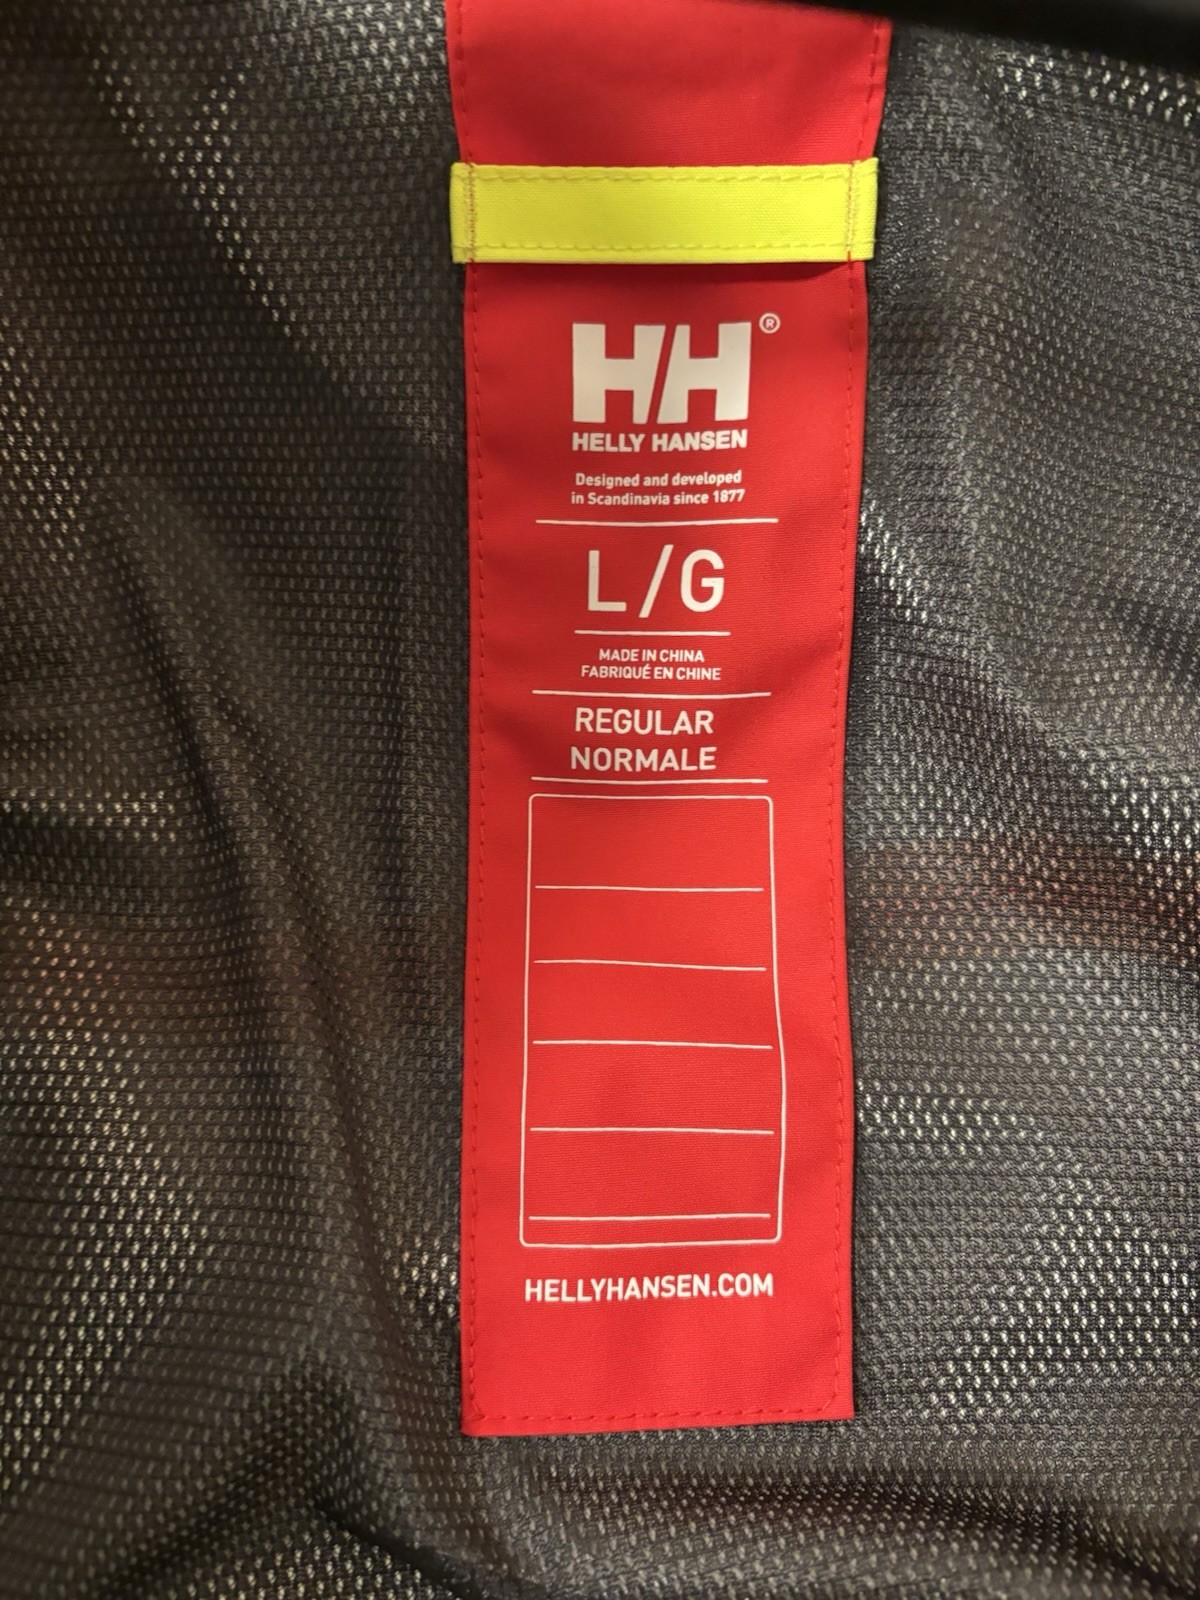 HH®
HELLY HANSEN
Designed and developed
in Scandinavia since 1877
L/G
MADE IN CHINA
FABRIQUÉ EN CHINE
REGULAR
NORMALE
HELLYHANSEN.COM